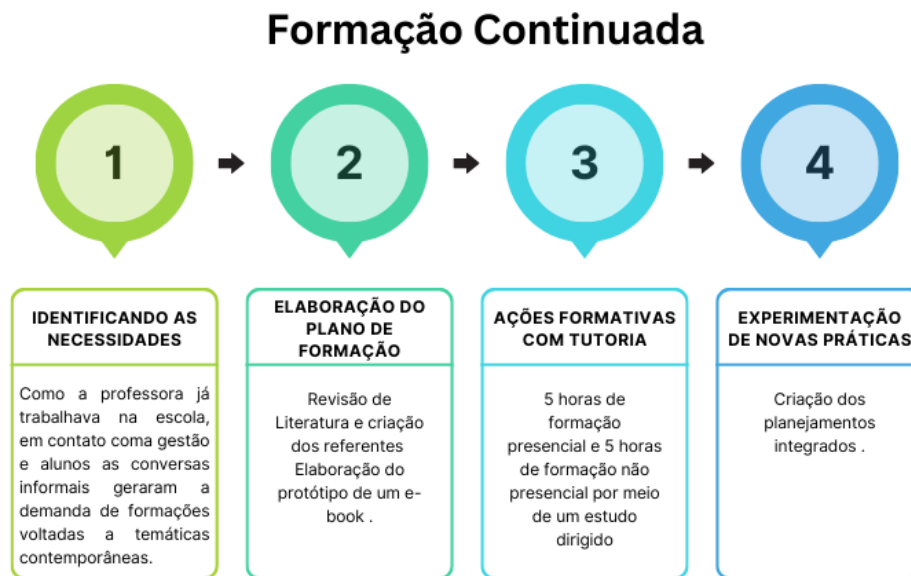 Formação Continuada
1
2
3
4
IDENTIFICANDO AS
NECESSIDADES
Como a professora já
trabalhava na escola,
em contato coma gestão
e alunos as conversas
informais geraram a
demanda de formações
voltadas a temáticas
contemporâneas.
ELABORAÇÃO DO
PLANO DE
FORMAÇÃO
Revisão de
Literatura e criação
dos referentes
Elaboração do
protótipo de um e-
book .
AÇÕES FORMATIVAS
COM TUTORIA
5 horas de
formação
presencial e 5 horas
de formação não
presencial por meio
de um estudo
dirigido
EXPERIMENTAÇÃO
DE NOVAS PRÁTICAS
Criação dos
planejamentos
integrados .